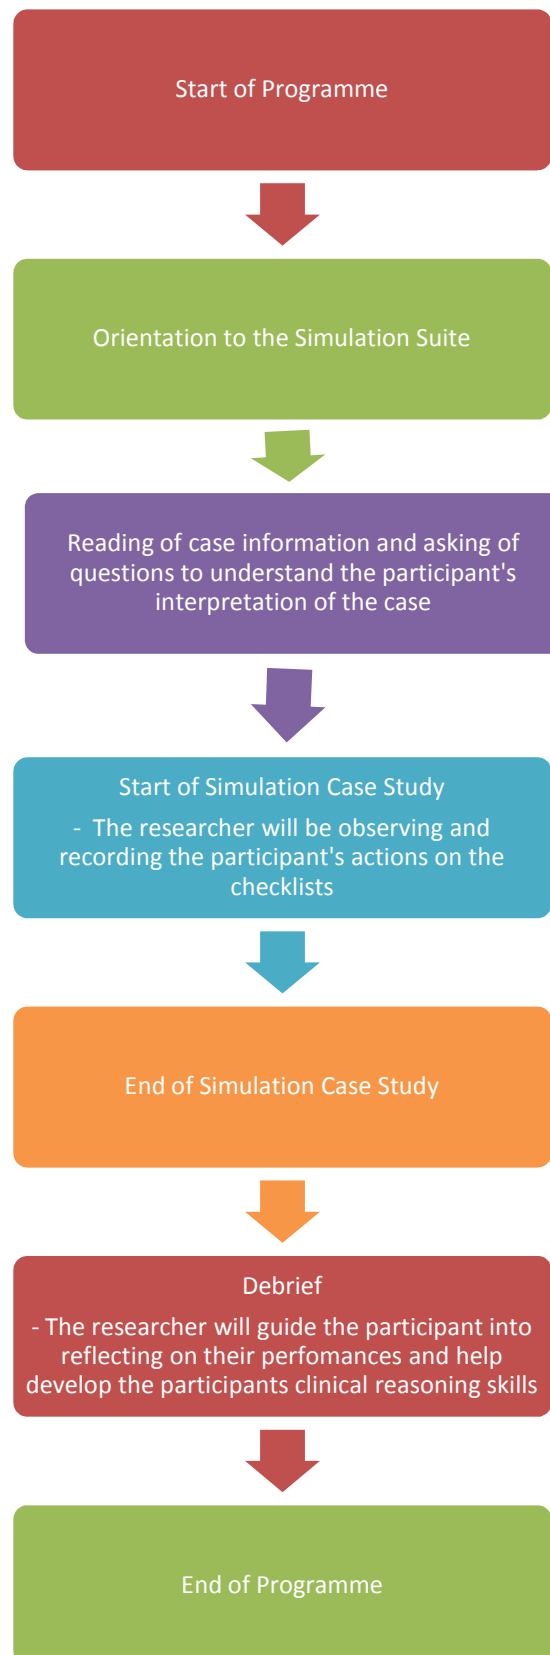 Start of Programme
Orientation to the Simulation Suite
Reading of case information and asking of
questions to understand the participant's
interpretation of the case
Start of Simulation Case Study
- The researcher will be observing and
recording the participant's actions on the
checklists
End of Simulation Case Study
Debrief
- The researcher will guide the participant into
reflecting on their perfomances and help
develop the participants clinical reasoning skills
End of Programme